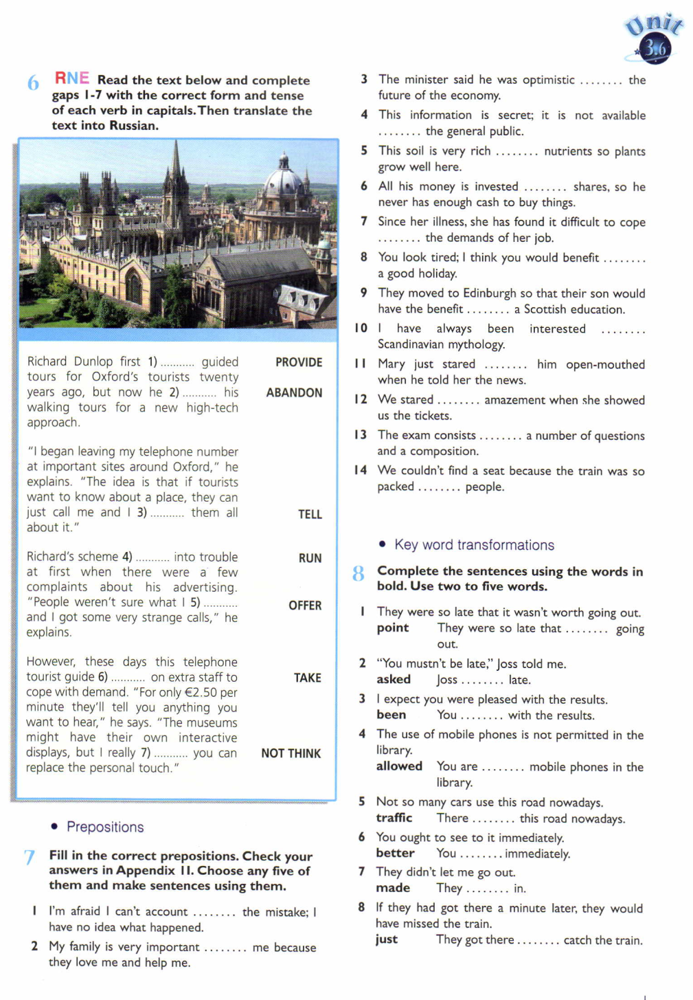 Unit
3.6
6 RNE Read the text below and complete
gaps 1-7 with the correct form and tense
of each verb in capitals. Then translate the
text into Russian.
Richard Dunlop first 1) ........... guided PROVIDE
tours for Oxford's tourists twenty
years ago, but now he 2) ........... his ABANDON
walking tours for a new high-tech
approach.
"I began leaving my telephone number
at important sites around Oxford," he
explains. "The idea is that if tourists
want to know about a place, they can
just call me and I 3) ........... them all TELL
about it."
Richard's scheme 4) ........... into trouble RUN
at first when there were a few
complaints about his advertising.
"People weren't sure what I 5) ........... OFFER
and I got some very strange calls," he
explains.
However, these days this telephone
tourist guide 6) ........... on extra staff to TAKE
cope with demand. "For only €2.50 per
minute they'll tell you anything you
want to hear," he says. "The museums
might have their own interactive
displays, but I really 7) ........... you can NOT THINK
replace the personal touch."
• Prepositions
7 Fill in the correct prepositions. Check your
answers in Appendix II. Choose any five of
them and make sentences using them.
1 I'm afraid I can't account ........ the mistake; I
have no idea what happened.
2 My family is very important ........ me because
they love me and help me.
3 The minister said he was optimistic ........ the
future of the economy.
4 This information is secret; it is not available
........ the general public.
5 This soil is very rich ........ nutrients so plants
grow well here.
6 All his money is invested ........ shares, so he
never has enough cash to buy things.
7 Since her illness, she has found it difficult to cope
........ the demands of her job.
8 You look tired; I think you would benefit ........
a good holiday.
9 They moved to Edinburgh so that their son would
have the benefit ........ a Scottish education.
10 I have always been interested ........
Scandinavian mythology.
11 Mary just stared ........ him open-mouthed
when he told her the news.
12 We stared ........ amazement when she showed
us the tickets.
13 The exam consists ........ a number of questions
and a composition.
14 We couldn't find a seat because the train was so
packed ........ people.
• Key word transformations
8 Complete the sentences using the words in
bold. Use two to five words.
1 They were so late that it wasn't worth going out.
point They were so late that ........ going
out.
2 "You mustn't be late," Joss told me.
asked Joss ........ late.
3 I expect you were pleased with the results.
been You ........ with the results.
4 The use of mobile phones is not permitted in the
library.
allowed You are ........ mobile phones in the
library.
5 Not so many cars use this road nowadays.
traffic There ........ this road nowadays.
6 You ought to see to it immediately.
better You ........ immediately.
7 They didn't let me go out.
made They ........ in.
8 If they had got there a minute later, they would
have missed the train.
just They got there ........ catch the train.